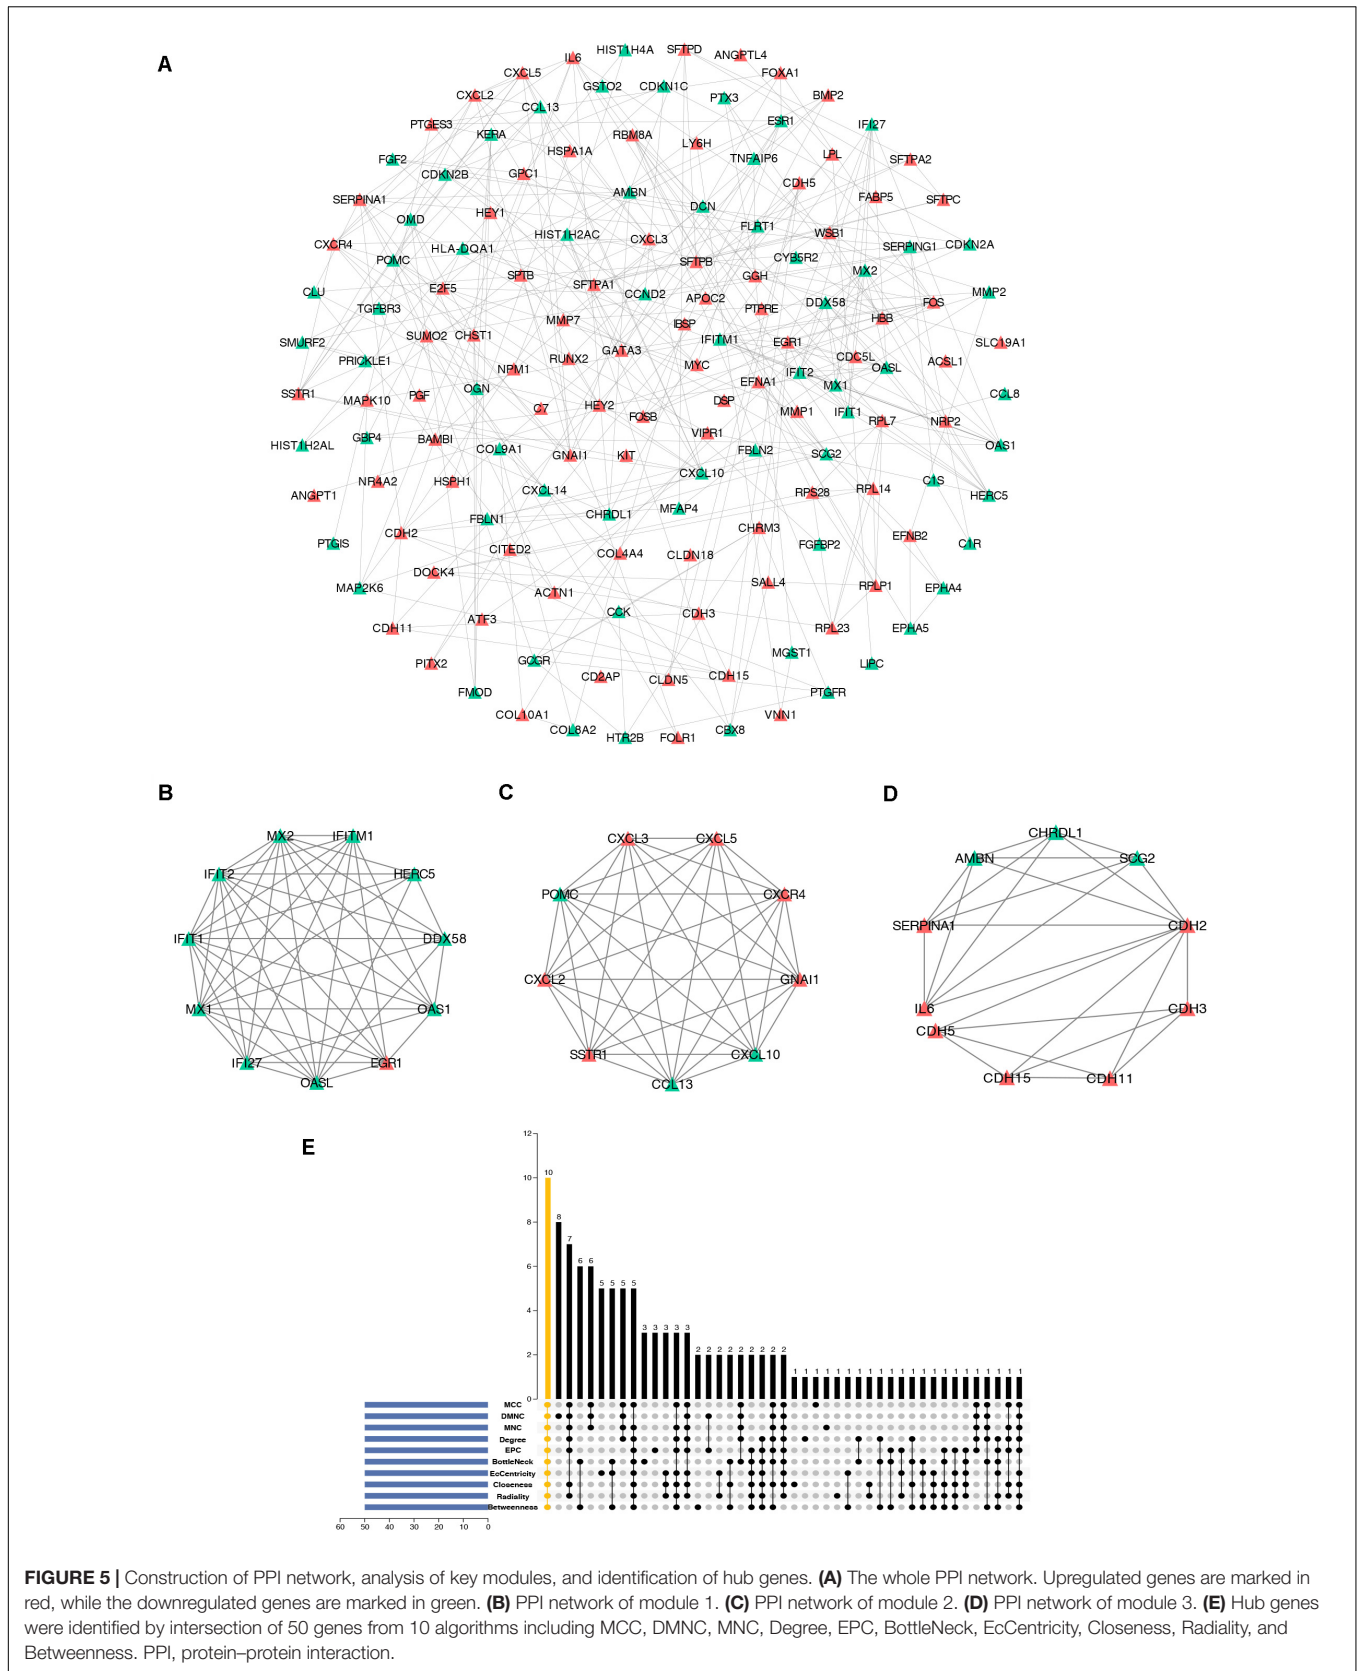 A
HIST1H4A SFTPD ANGPTL4
IL6
CXCL5 FOXA1
GSTO2 CDKN1C
CXCL2 PTX3 BMP2
CCL13
PTGES3 KERA RBM8A ESR1 IFI27
LY6H
HSPA1A TNFAIP6 LPL
FGF2 SFTPA2
CDKN2B GPC1 CDH5
SERPINA1 AMBN FABP5 SFTPC
DCN
OMD HEY1
FLRT1 WSB1
CXCR4 HLA-DQA1 HIST1H2AC CXCL3 SERPING1 CDKN2A
POMC SFTPB CYB5R2
MX2
SPTB GGH
CLU E2F5 SFTPA1 CCND2 APOC2 DDX58 FOS MMP2
TGFBR3 PTPRE
MMP7 IBSP HBB
SMURF2 SUMO2 CHST1 IFITM1 EGR1 SLC19A1
PRICKLE1 RUNX2 GATA3 MYC CDC5L ACSL1
NPM1 IFIT2 OASL
SSTR1 OGN EFNA1 MX1 CCL8
MAPK10 PGF C7 HEY2 DSP
FOSB MMP1 IFIT1 RPL7 NRP2
HIST1H2AL GBP4 BAMBI VIPR1 OAS1
COL9A1 GNAI1 KIT FBLN2 SCG2
CXCL10
NR4A2 HSPH1 C1S
ANGPT1 CXCL14 RPS28 RPL14 HERC5
FBLN1 CHRDL1 MFAP4
CDH2 CHRM3 EFNB2
PTGIS CITED2 COL4A4 CLDN18 FGFBP2 C1R
DOCK4 SALL4
MAP2K6 ACTN1 RPLP1 EPHA4
CCK CDH3
CDH11 ATF3 RPL23 EPHA5
MGST1
PITX2 GCGR LIPC
CD2AP CLDN5 CDH15
FMOD PTGFR
COL10A1 VNN1
COL8A2 HTR2B FOLR1 CBX8
B
MX2 IFITM1
IFIT2 HERC5
IFIT1 DDX58
MX1 OAS1
IFI27 EGR1
OASL
C
CXCL3 CXCL5
POMC CXCR4
CXCL2 GNAI1
SSTR1 CXCL10
CCL13
D
CHRDL1
AMBN SCG2
SERPINA1 CDH2
IL6 CDH3
CDH5
CDH15 CDH11
E
12
10
8
6
4
2
0
10 8 7 6 6 5 5 5 5 3 3 3 3 3 2 2 2 2 2 2 2 2 2 1 1 1 1 1 1 1 1 1 1 1 1 1 1 1 1 1 1 1 1 1 1
MCC
DMNC
MNC
Degree
EPC
BottleNeck
EcCentricity
Closeness
Radiality
Betweenness
60 50 40 30 20 10 0
FIGURE 5 | Construction of PPI network, analysis of key modules, and identification of hub genes. (A) The whole PPI network. Upregulated genes are marked in
red, while the downregulated genes are marked in green. (B) PPI network of module 1. (C) PPI network of module 2. (D) PPI network of module 3. (E) Hub genes
were identified by intersection of 50 genes from 10 algorithms including MCC, DMNC, MNC, Degree, EPC, BottleNeck, EcCentricity, Closeness, Radiality, and
Betweenness. PPI, protein–protein interaction.